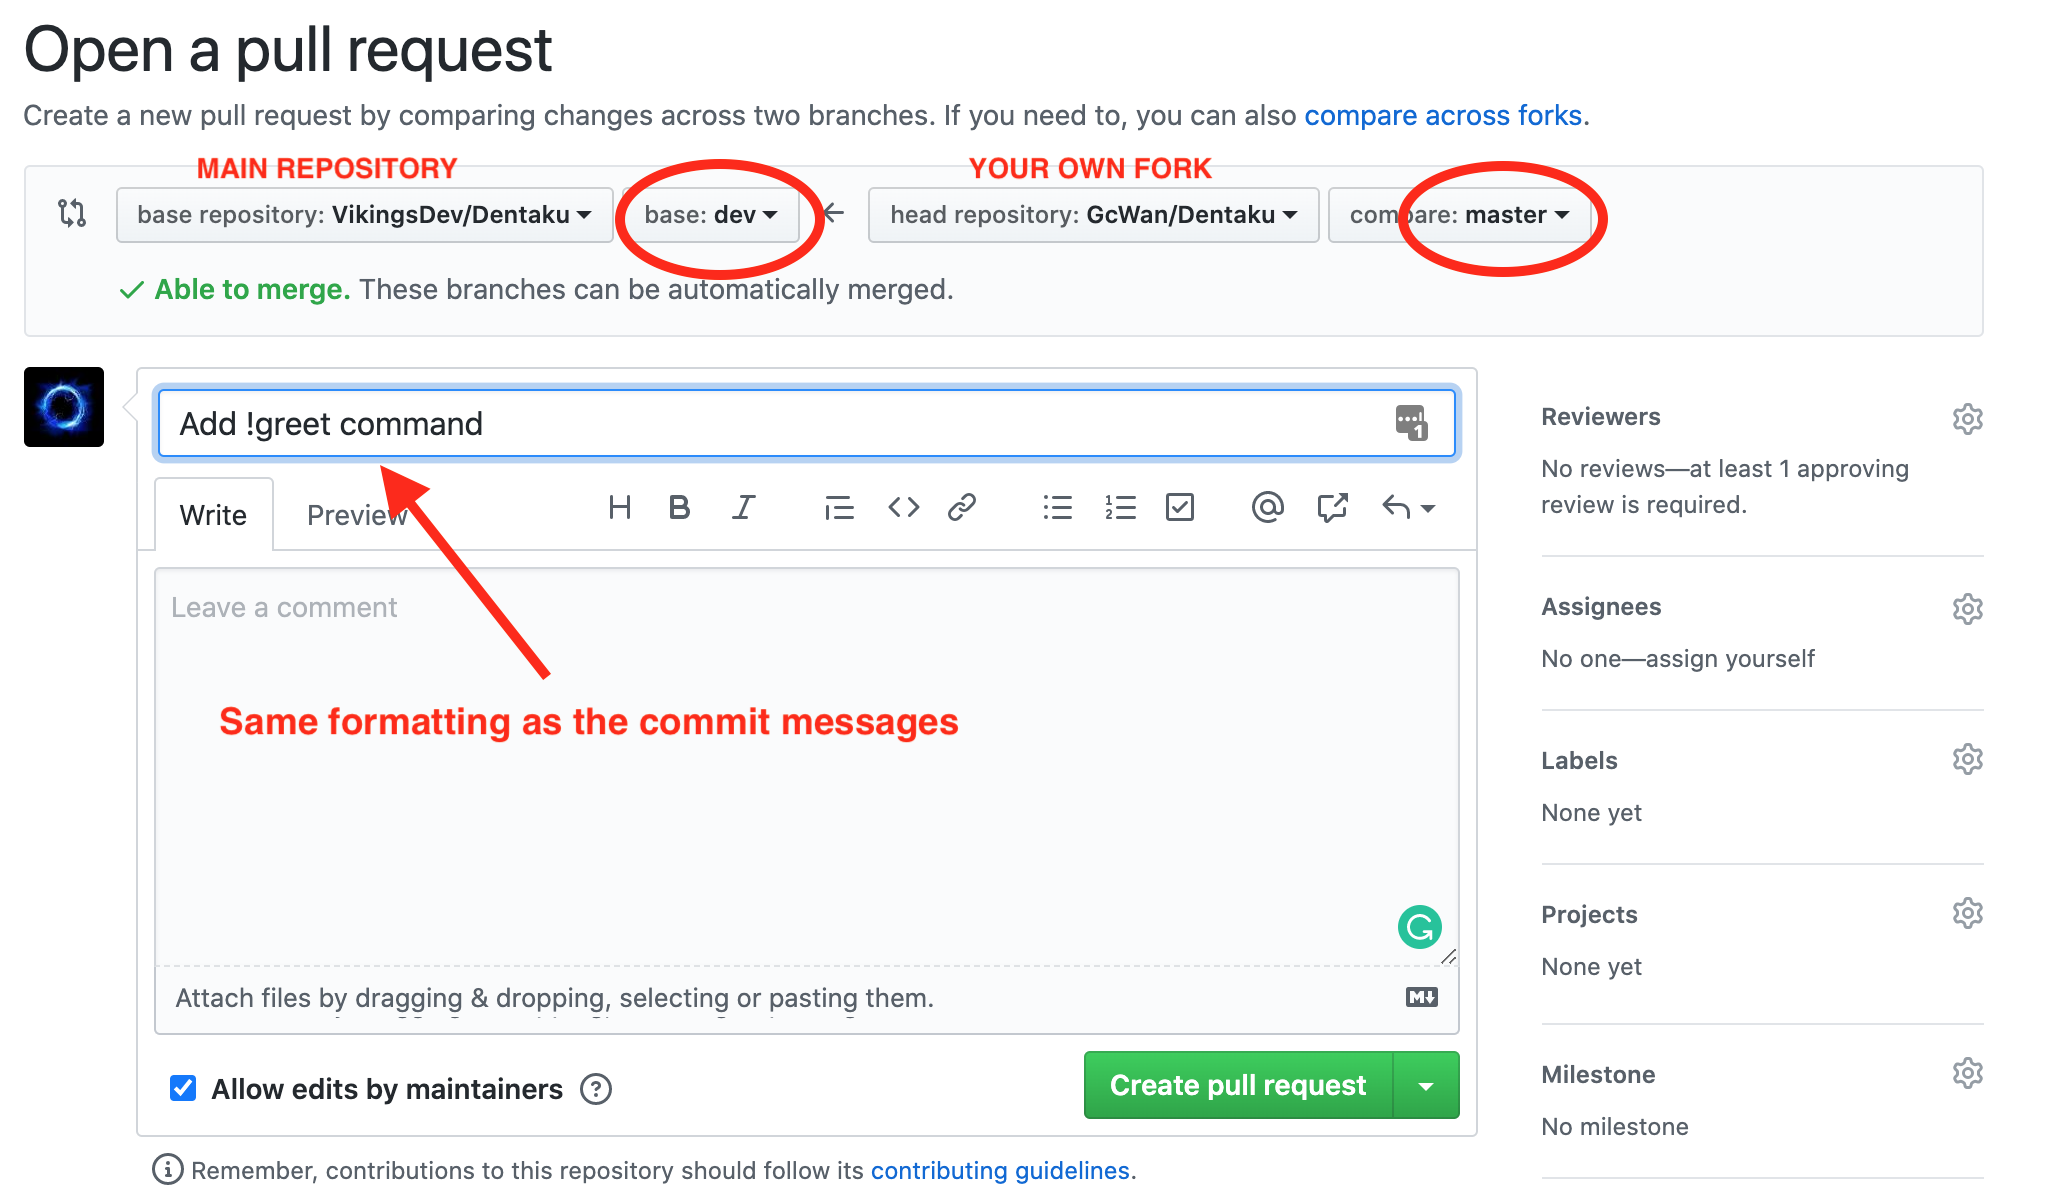 Open a pull request
Create a new pull request by comparing changes across two branches. If you need to, you can also compare across forks.
MAIN REPOSITORY YOUR OWN FORK
base repository: VikingsDev/Dentaku base: dev head repository: GcWan/Dentaku compare: master
Able to merge. These branches can be automatically merged.
Add !greet command
1
Write Preview
Leave a comment
Same formatting as the commit messages
Attach files by dragging & dropping, selecting or pasting them.
Allow edits by maintainers
Create pull request
Remember, contributions to this repository should follow its contributing guidelines.
Reviewers
No reviews—at least 1 approving
review is required.
Assignees
No one—assign yourself
Labels
None yet
Projects
None yet
Milestone
No milestone